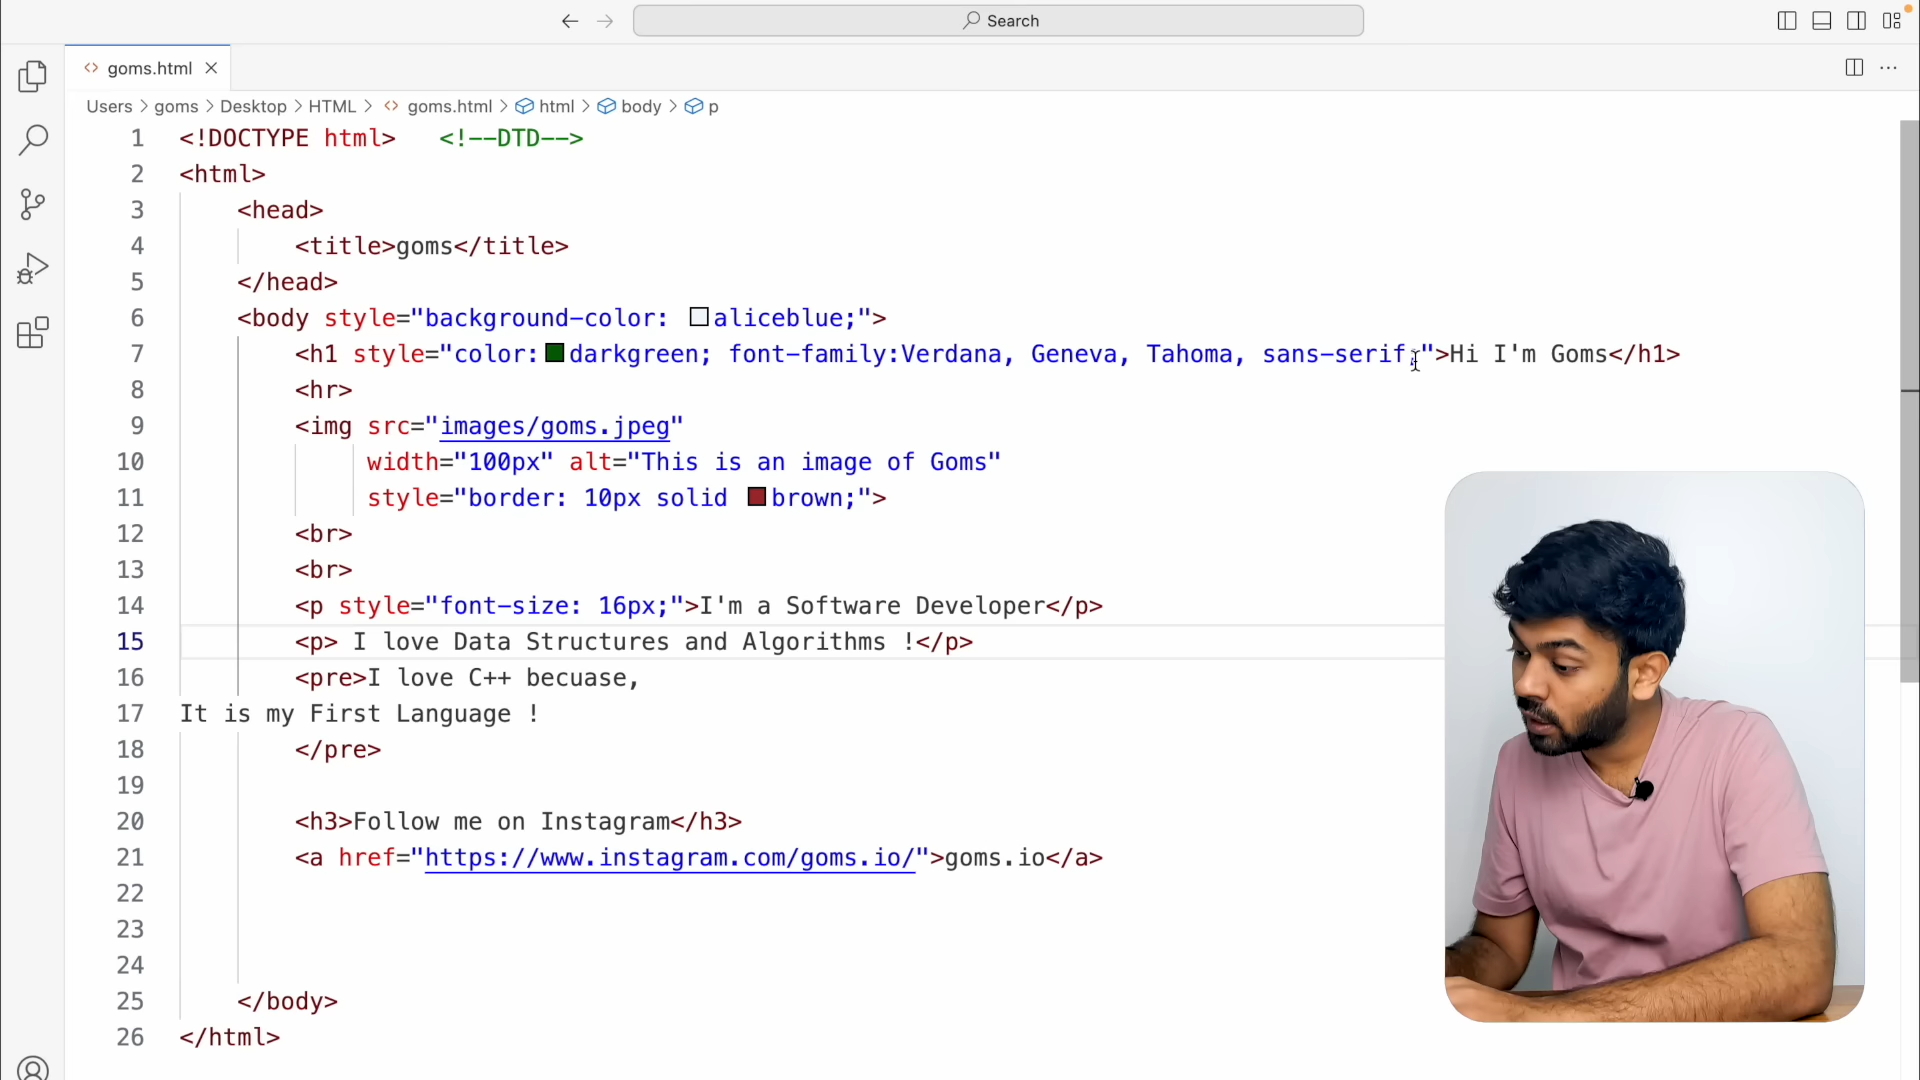 Search
goms.html
Users > goms > Desktop > HTML > goms.html > html > body > p
1 <!DOCTYPE html>   <!--DTD-->
2 <html>
3     <head>
4         <title>goms</title>
5     </head>
6     <body style="background-color: aliceblue;">
7         <h1 style="color:darkgreen; font-family:Verdana, Geneva, Tahoma, sans-serif;">Hi I'm Goms</h1>
8         <hr>
9         <img src="images/goms.jpeg"
10              width="100px" alt="This is an image of Goms"
11              style="border: 10px solid brown;">
12         <br>
13         <br>
14         <p style="font-size: 16px;">I'm a Software Developer</p>
15         <p> I love Data Structures and Algorithms !</p>
16         <pre>I love C++ becuase,
17 It is my First Language !
18         </pre>
19
20         <h3>Follow me on Instagram</h3>
21         <a href="https://www.instagram.com/goms.io/">goms.io</a>
22
23
24
25     </body>
26 </html>